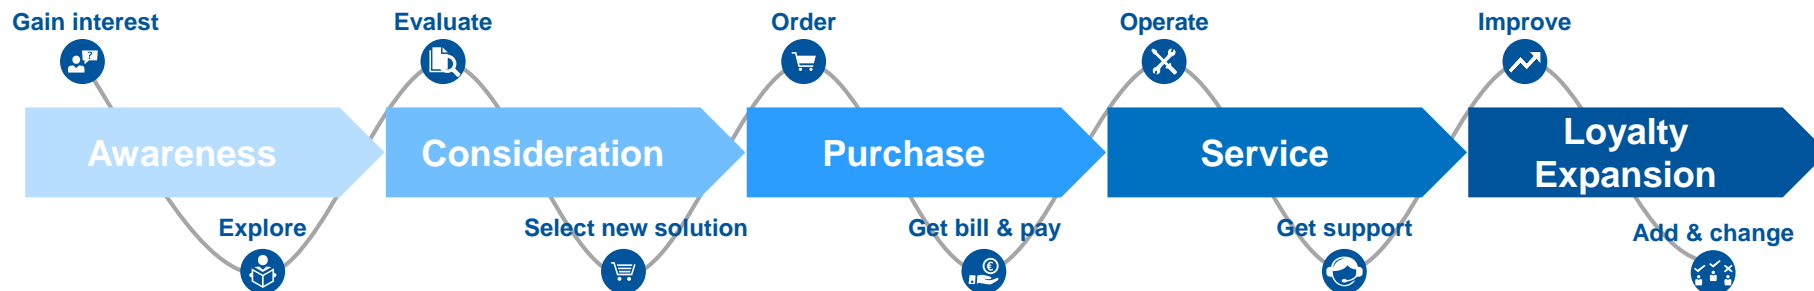 Gain interest
Evaluate
Order
Operate
Improve
?
Awareness
Consideration
Purchase
Service
Loyalty
Expansion
Explore
Select new solution
Get bill & pay
Get support
Add & change
€